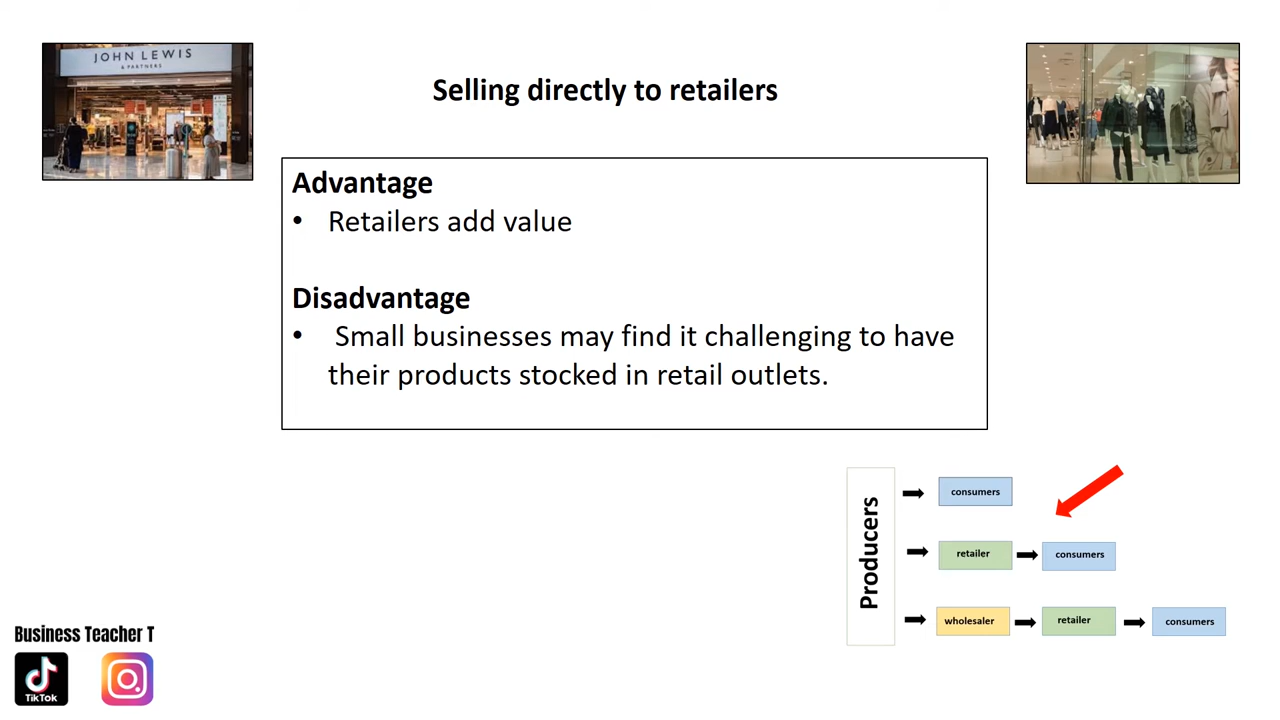 JOHN LEWIS
& PARTNERS
Selling directly to retailers
Advantage
• Retailers add value
Disadvantage
• Small businesses may find it challenging to have
their products stocked in retail outlets.
Producers
consumers
retailer
consumers
wholesaler
retailer
consumers
Business Teacher T
TikTok